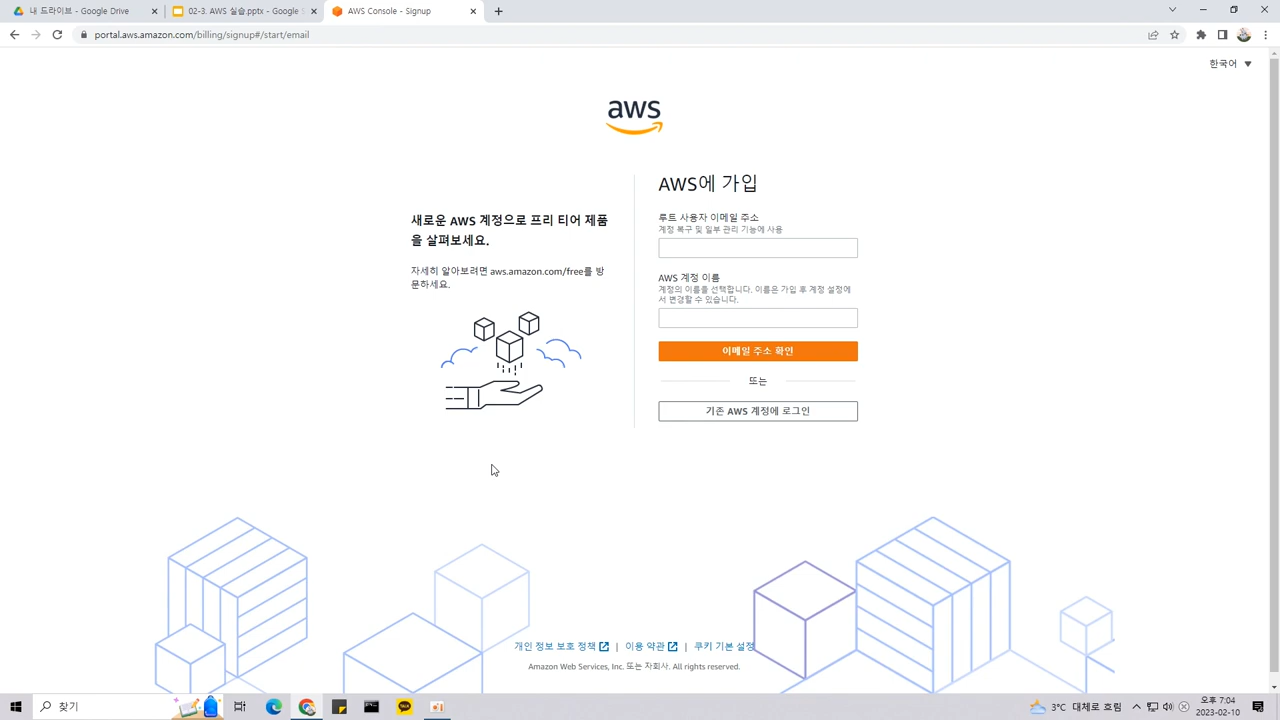 내 드라이브 - Google Drive
02-3. AWS 실습.pptx - Google S
AWS Console - Signup
portal.aws.amazon.com/billing/signup#/start/email
한국어
aws
새로운 AWS 계정으로 프리 티어 제품
을 살펴보세요.
자세히 알아보려면 aws.amazon.com/free를 방
문하세요.
AWS에 가입
루트 사용자 이메일 주소
계정 복구 및 일부 관리 기능에 사용
AWS 계정 이름
계정의 이름을 선택합니다. 이름은 가입 후 계정 설정에
서 변경할 수 있습니다.
이메일 주소 확인
또는
기존 AWS 계정에 로그인
개인 정보 보호 정책 | 이용 약관 | 쿠키 기본 설정
Amazon Web Services, Inc. 또는 자회사. All rights reserved.
찾기
TALK
3°C 대체로 흐림
오후 7:04
2023-02-10